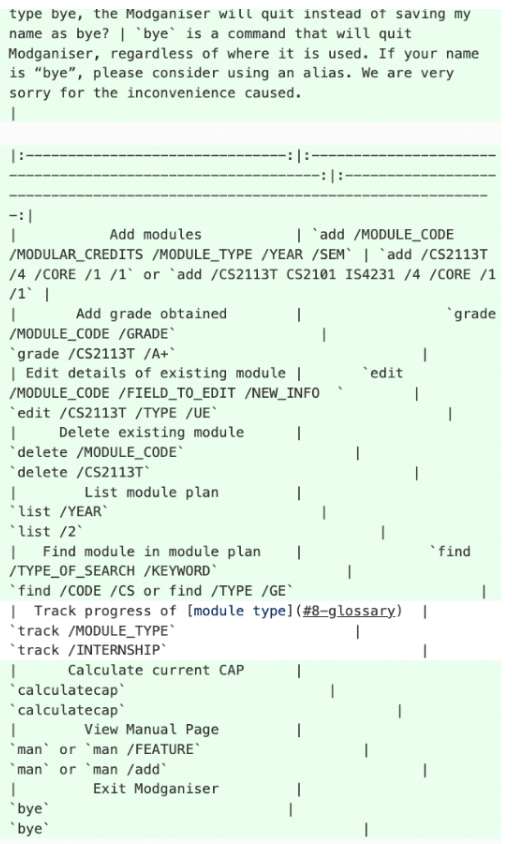 type bye, the Modganiser will quit instead of saving my
name as bye? | `bye` is a command that will quit
Modganiser, regardless of where it is used. If your name
is “bye”, please consider using an alias. We are very
sorry for the inconvenience caused.
|
|:-------------------------------:|:----------------------
-------------------------------------:|:------------------
---------------------------------------------------------
-:|
| Add modules | `add /MODULE_CODE
/MODULAR_CREDITS /MODULE_TYPE /YEAR /SEM` | `add /CS2113T
/4 /CORE /1 /1` or `add /CS2113T CS2101 IS4231 /4 /CORE /1
/1` |
| Add grade obtained | `grade
/MODULE_CODE /GRADE` |
`grade /CS2113T /A+` |
| Edit details of existing module | `edit
/MODULE_CODE /FIELD_TO_EDIT /NEW_INFO ` |
`edit /CS2113T /TYPE /UE` |
| Delete existing module |
`delete /MODULE_CODE` |
`delete /CS2113T` |
| List module plan |
`list /YEAR` |
`list /2` |
| Find module in module plan | `find
/TYPE_OF_SEARCH /KEYWORD` |
`find /CODE /CS or find /TYPE /GE` |
| Track progress of [module type](#8-glossary) |
`track /MODULE_TYPE` |
`track /INTERNSHIP` |
| Calculate current CAP |
`calculatecap` |
`calculatecap` |
| View Manual Page |
`man` or `man /FEATURE` |
`man` or `man /add` |
| Exit Modganiser |
`bye` |
`bye` |